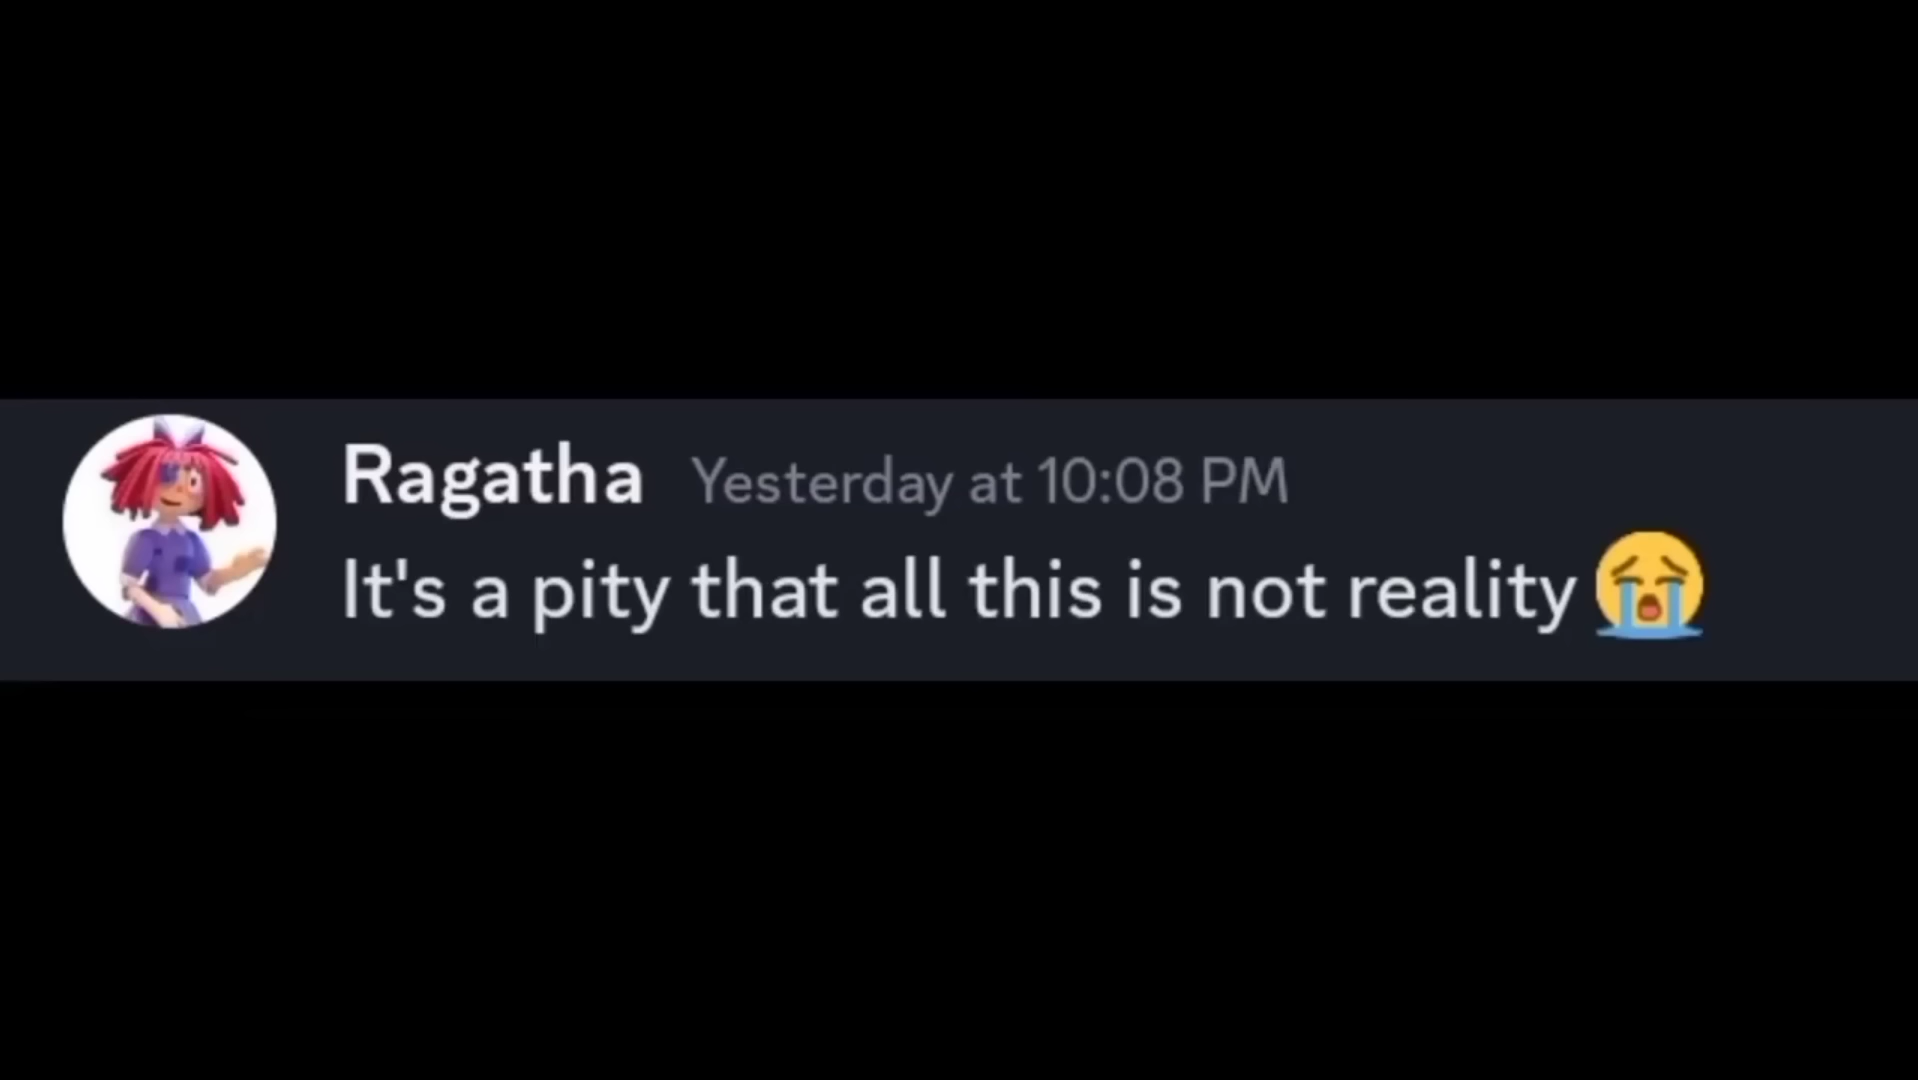 Ragatha Yesterday at 10:08 PM
It's a pity that all this is not reality 😭